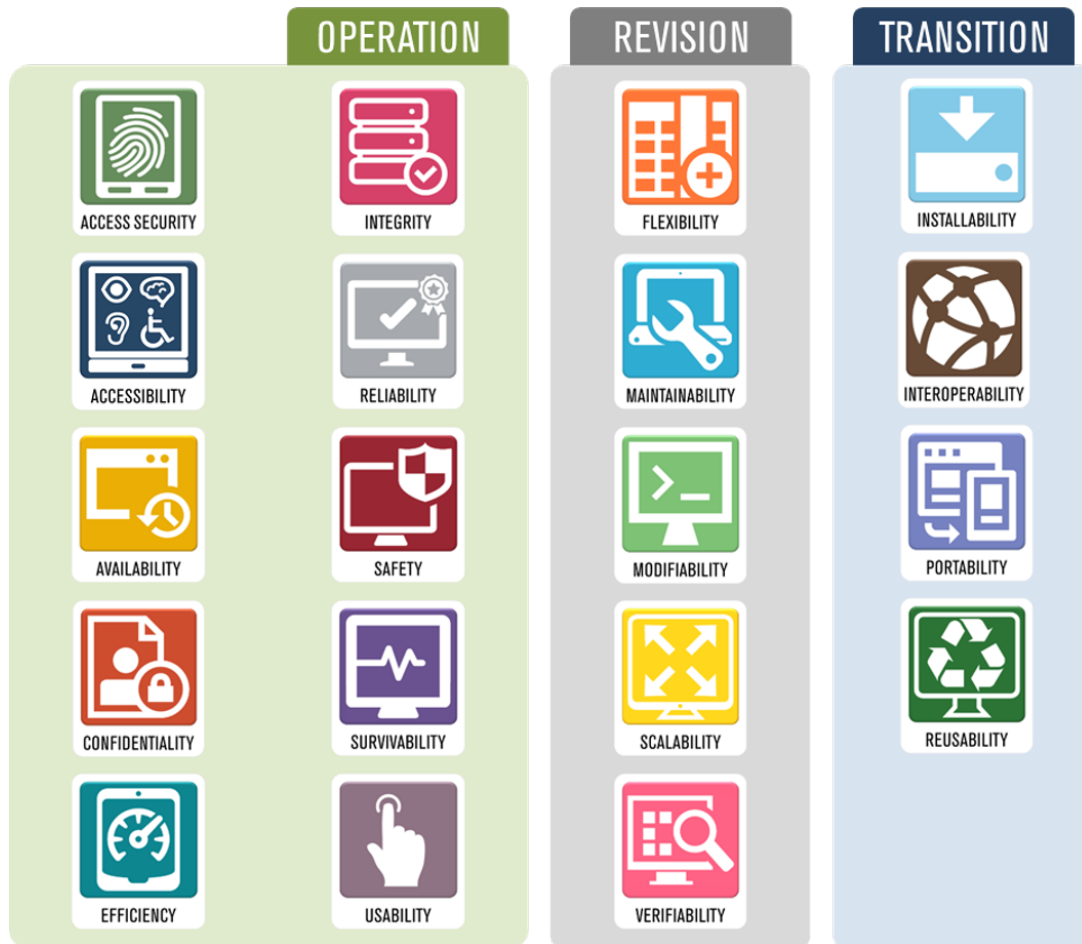 OPERATION
REVISION
TRANSITION
ACCESS SECURITY
INTEGRITY
FLEXIBILITY
INSTALLABILITY
ACCESSIBILITY
RELIABILITY
MAINTAINABILITY
INTEROPERABILITY
AVAILABILITY
SAFETY
MODIFIABILITY
PORTABILITY
CONFIDENTIALITY
SURVIVABILITY
SCALABILITY
REUSABILITY
EFFICIENCY
USABILITY
VERIFIABILITY